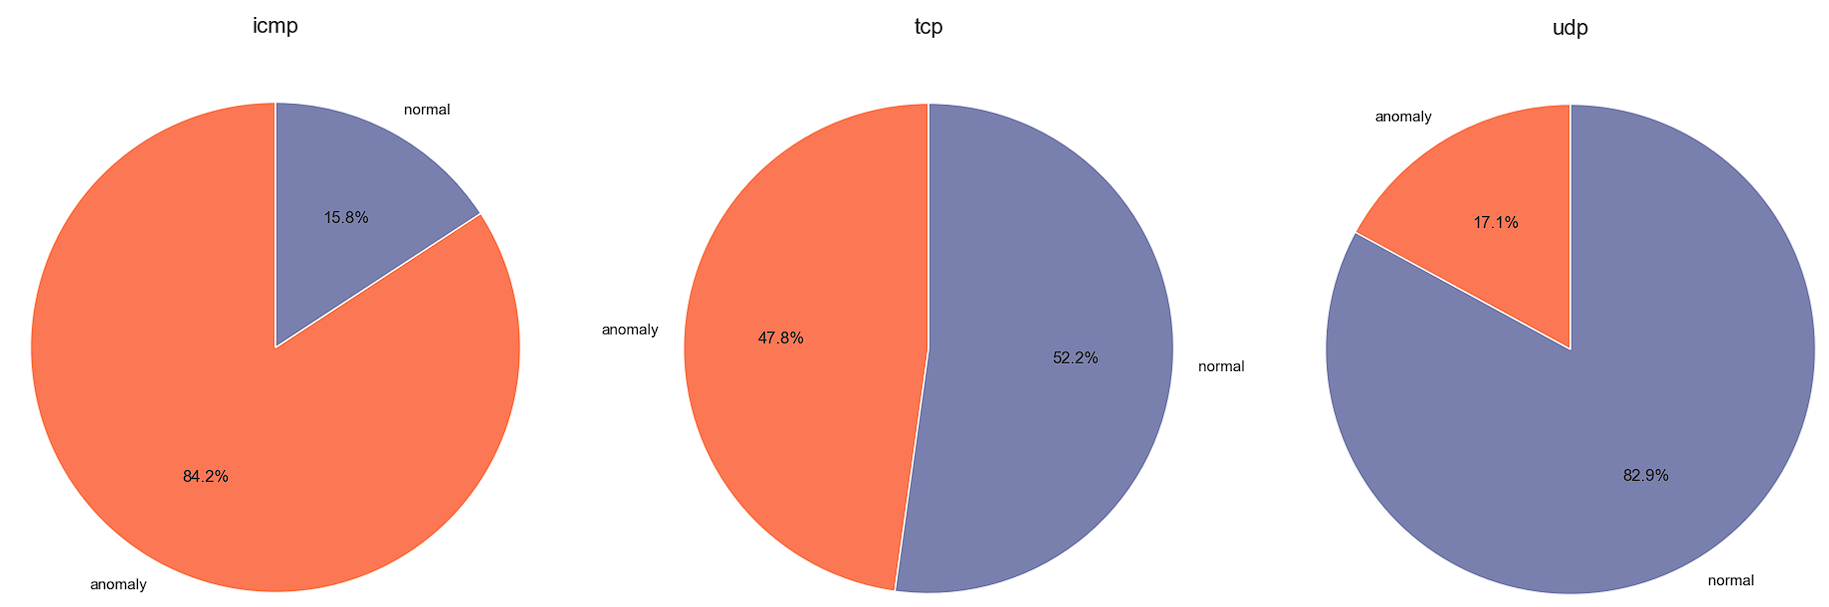 icmp
normal
15.8%
84.2%
anomaly
tcp
anomaly
47.8%
52.2%
normal
udp
anomaly
17.1%
82.9%
normal